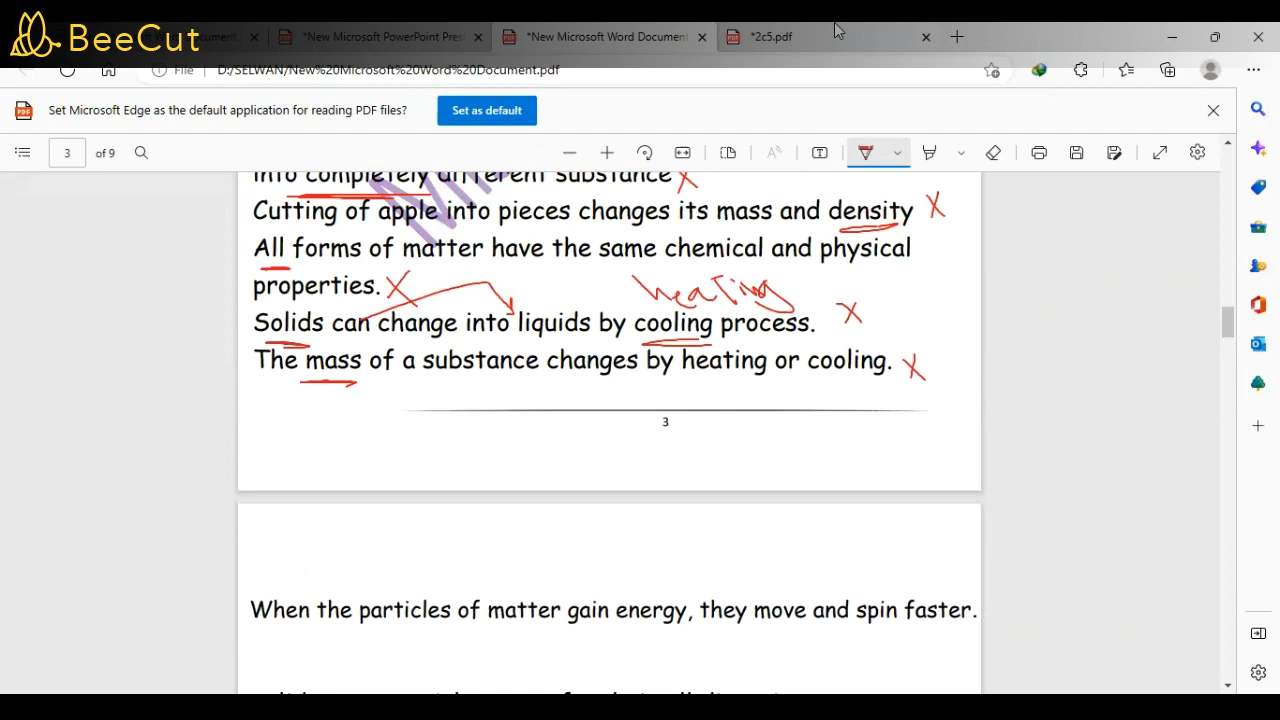 BeeCut
*New Microsoft PowerPoint Pres
*New Microsoft Word Document
*2c5.pdf
File
D:/SELWAN/New%20Microsoft%20Word%20Document.pdf
Set Microsoft Edge as the default application for reading PDF files?
Set as default
3 of 9
into completely different substance X
Cutting of apple into pieces changes its mass and density X
All forms of matter have the same chemical and physical
properties. X
heating
Solids can change into liquids by cooling process. X
The mass of a substance changes by heating or cooling. X
3
When the particles of matter gain energy, they move and spin faster.